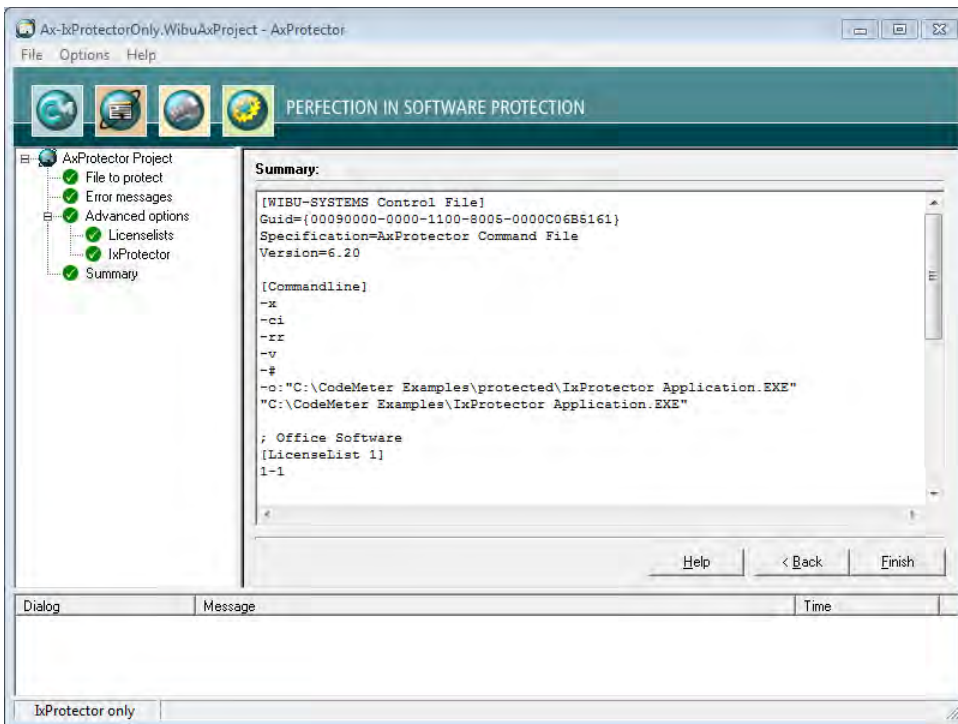 Ax-IxProtectorOnly.WibuAxProject - AxProtector
File Options Help
PERFECTION IN SOFTWARE PROTECTION
AxProtector Project
File to protect
Error messages
Advanced options
Licenselists
IxProtector
Summary
Summary:
[WIBU-SYSTEMS Control File]
Guid={00090000-0000-1100-8005-0000C06B5161}
Specification=AxProtector Command File
Version=6.20
[Commandline]
-x
-ci
-rr
-v
-#
-o:"C:\CodeMeter Examples\protected\IxProtector Application.EXE"
"C:\CodeMeter Examples\IxProtector Application.EXE"
; Office Software
[LicenseList 1]
1-1
Help < Back Finish
Dialog Message Time
IxProtector only